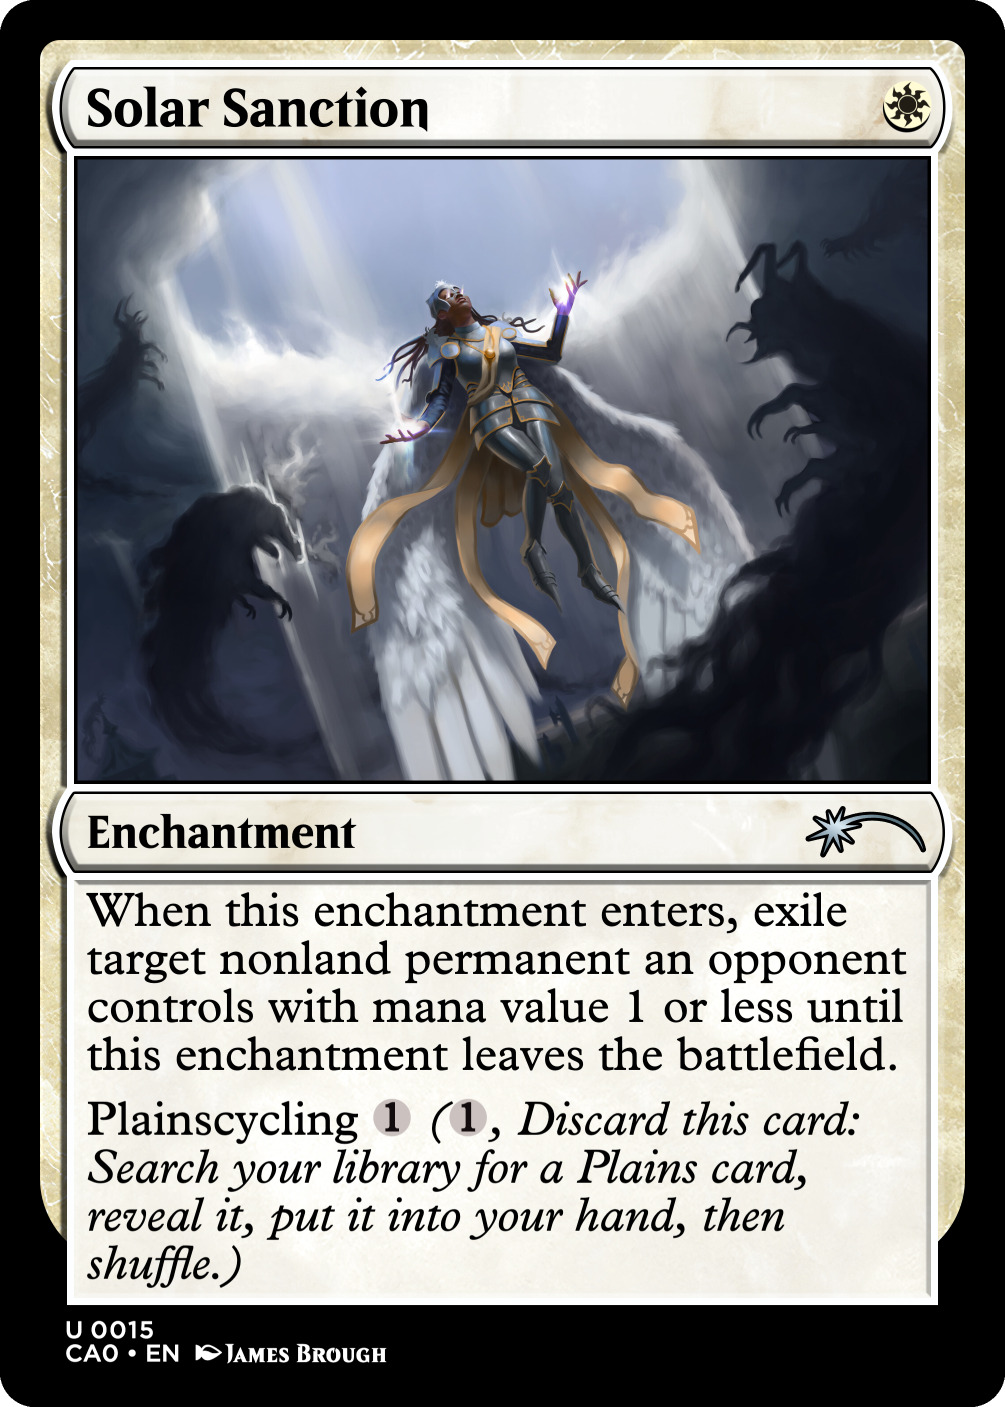 Solar Sanction
Enchantment
When this enchantment enters, exile
target nonland permanent an opponent
controls with mana value 1 or less until
this enchantment leaves the battlefield.
Plainscycling 1 (1, Discard this card:
Search your library for a Plains card,
reveal it, put it into your hand, then
shuffle.)
U 0015
CAO • EN James Brough